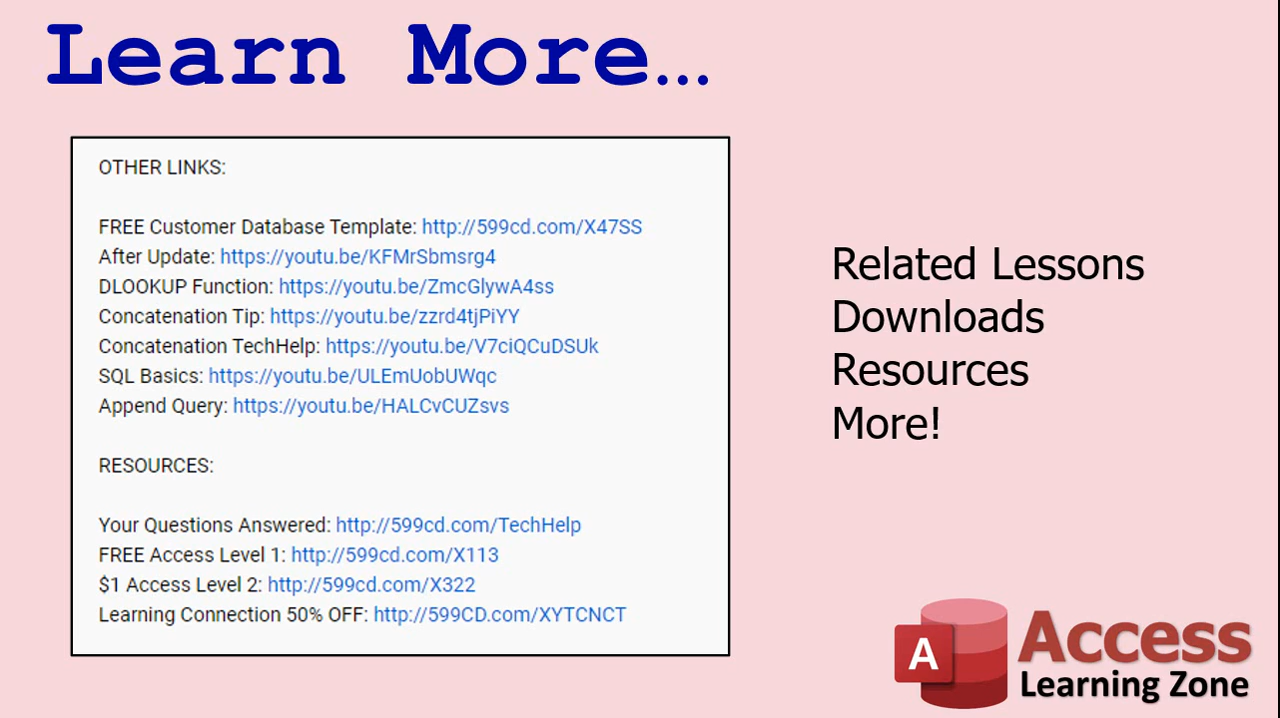 Learn More...
OTHER LINKS:
FREE Customer Database Template: http://599cd.com/X47SS
After Update: https://youtu.be/KFMrSbmsrg4
DLOOKUP Function: https://youtu.be/ZmcGlywA4ss
Concatenation Tip: https://youtu.be/zzrd4tjPiYY
Concatenation TechHelp: https://youtu.be/V7ciQCuDSUk
SQL Basics: https://youtu.be/ULEmUobUWqc
Append Query: https://youtu.be/HALCvCUZsvs
RESOURCES:
Your Questions Answered: http://599cd.com/TechHelp
FREE Access Level 1: http://599cd.com/X113
$1 Access Level 2: http://599cd.com/X322
Learning Connection 50% OFF: http://599CD.com/XYTCNCT
Related Lessons
Downloads
Resources
More!
A
Access
Learning Zone